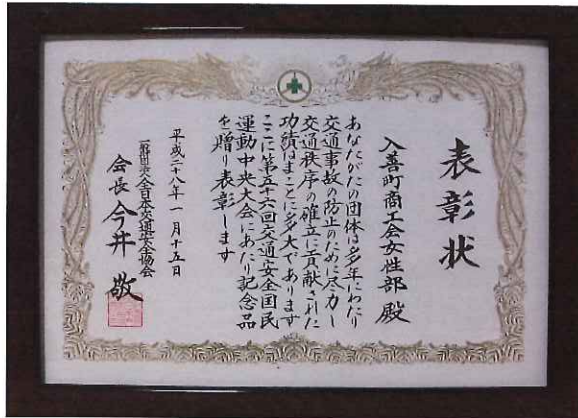 表彰状
入善町商工会女性部 殿
あなたがたの団体は多年にわたり
交通事故の防止のために尽力し
交通秩序の確立に貢献された
功績はまことに多大であります
ここに第五十六回交通安全国民
運動中央大会にあたり記念品
を贈り表彰します
平成二十八年一月十五日
一般財団法人全日本交通安全協会
会長 今井 敬